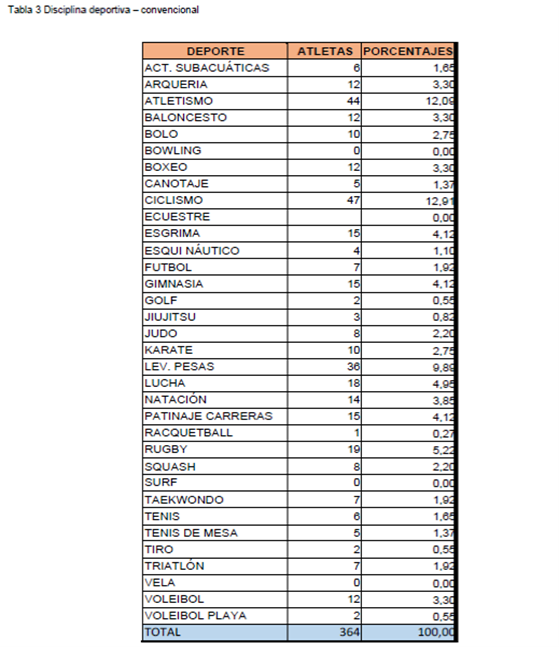 Tabla 3 Disciplina deportiva – convencional
DEPORTE ATLETAS PORCENTAJES
ACT. SUBACUÁTICAS 6 1,65
ARQUERIA 12 3,30
ATLETISMO 44 12,09
BALONCESTO 12 3,30
BOLO 10 2,75
BOWLING 0 0,00
BOXEO 12 3,30
CANOTAJE 5 1,37
CICLISMO 47 12,91
ECUESTRE 0,00
ESGRIMA 15 4,12
ESQUI NÁUTICO 4 1,10
FUTBOL 7 1,92
GIMNASIA 15 4,12
GOLF 2 0,55
JIUJITSU 3 0,82
JUDO 8 2,20
KARATE 10 2,75
LEV. PESAS 36 9,89
LUCHA 18 4,95
NATACIÓN 14 3,85
PATINAJE CARRERAS 15 4,12
RACQUETBALL 1 0,27
RUGBY 19 5,22
SQUASH 8 2,20
SURF 0 0,00
TAEKWONDO 7 1,92
TENIS 6 1,65
TENIS DE MESA 5 1,37
TIRO 2 0,55
TRIATLÓN 7 1,92
VELA 0 0,00
VOLEIBOL 12 3,30
VOLEIBOL PLAYA 2 0,55
TOTAL 364 100,00